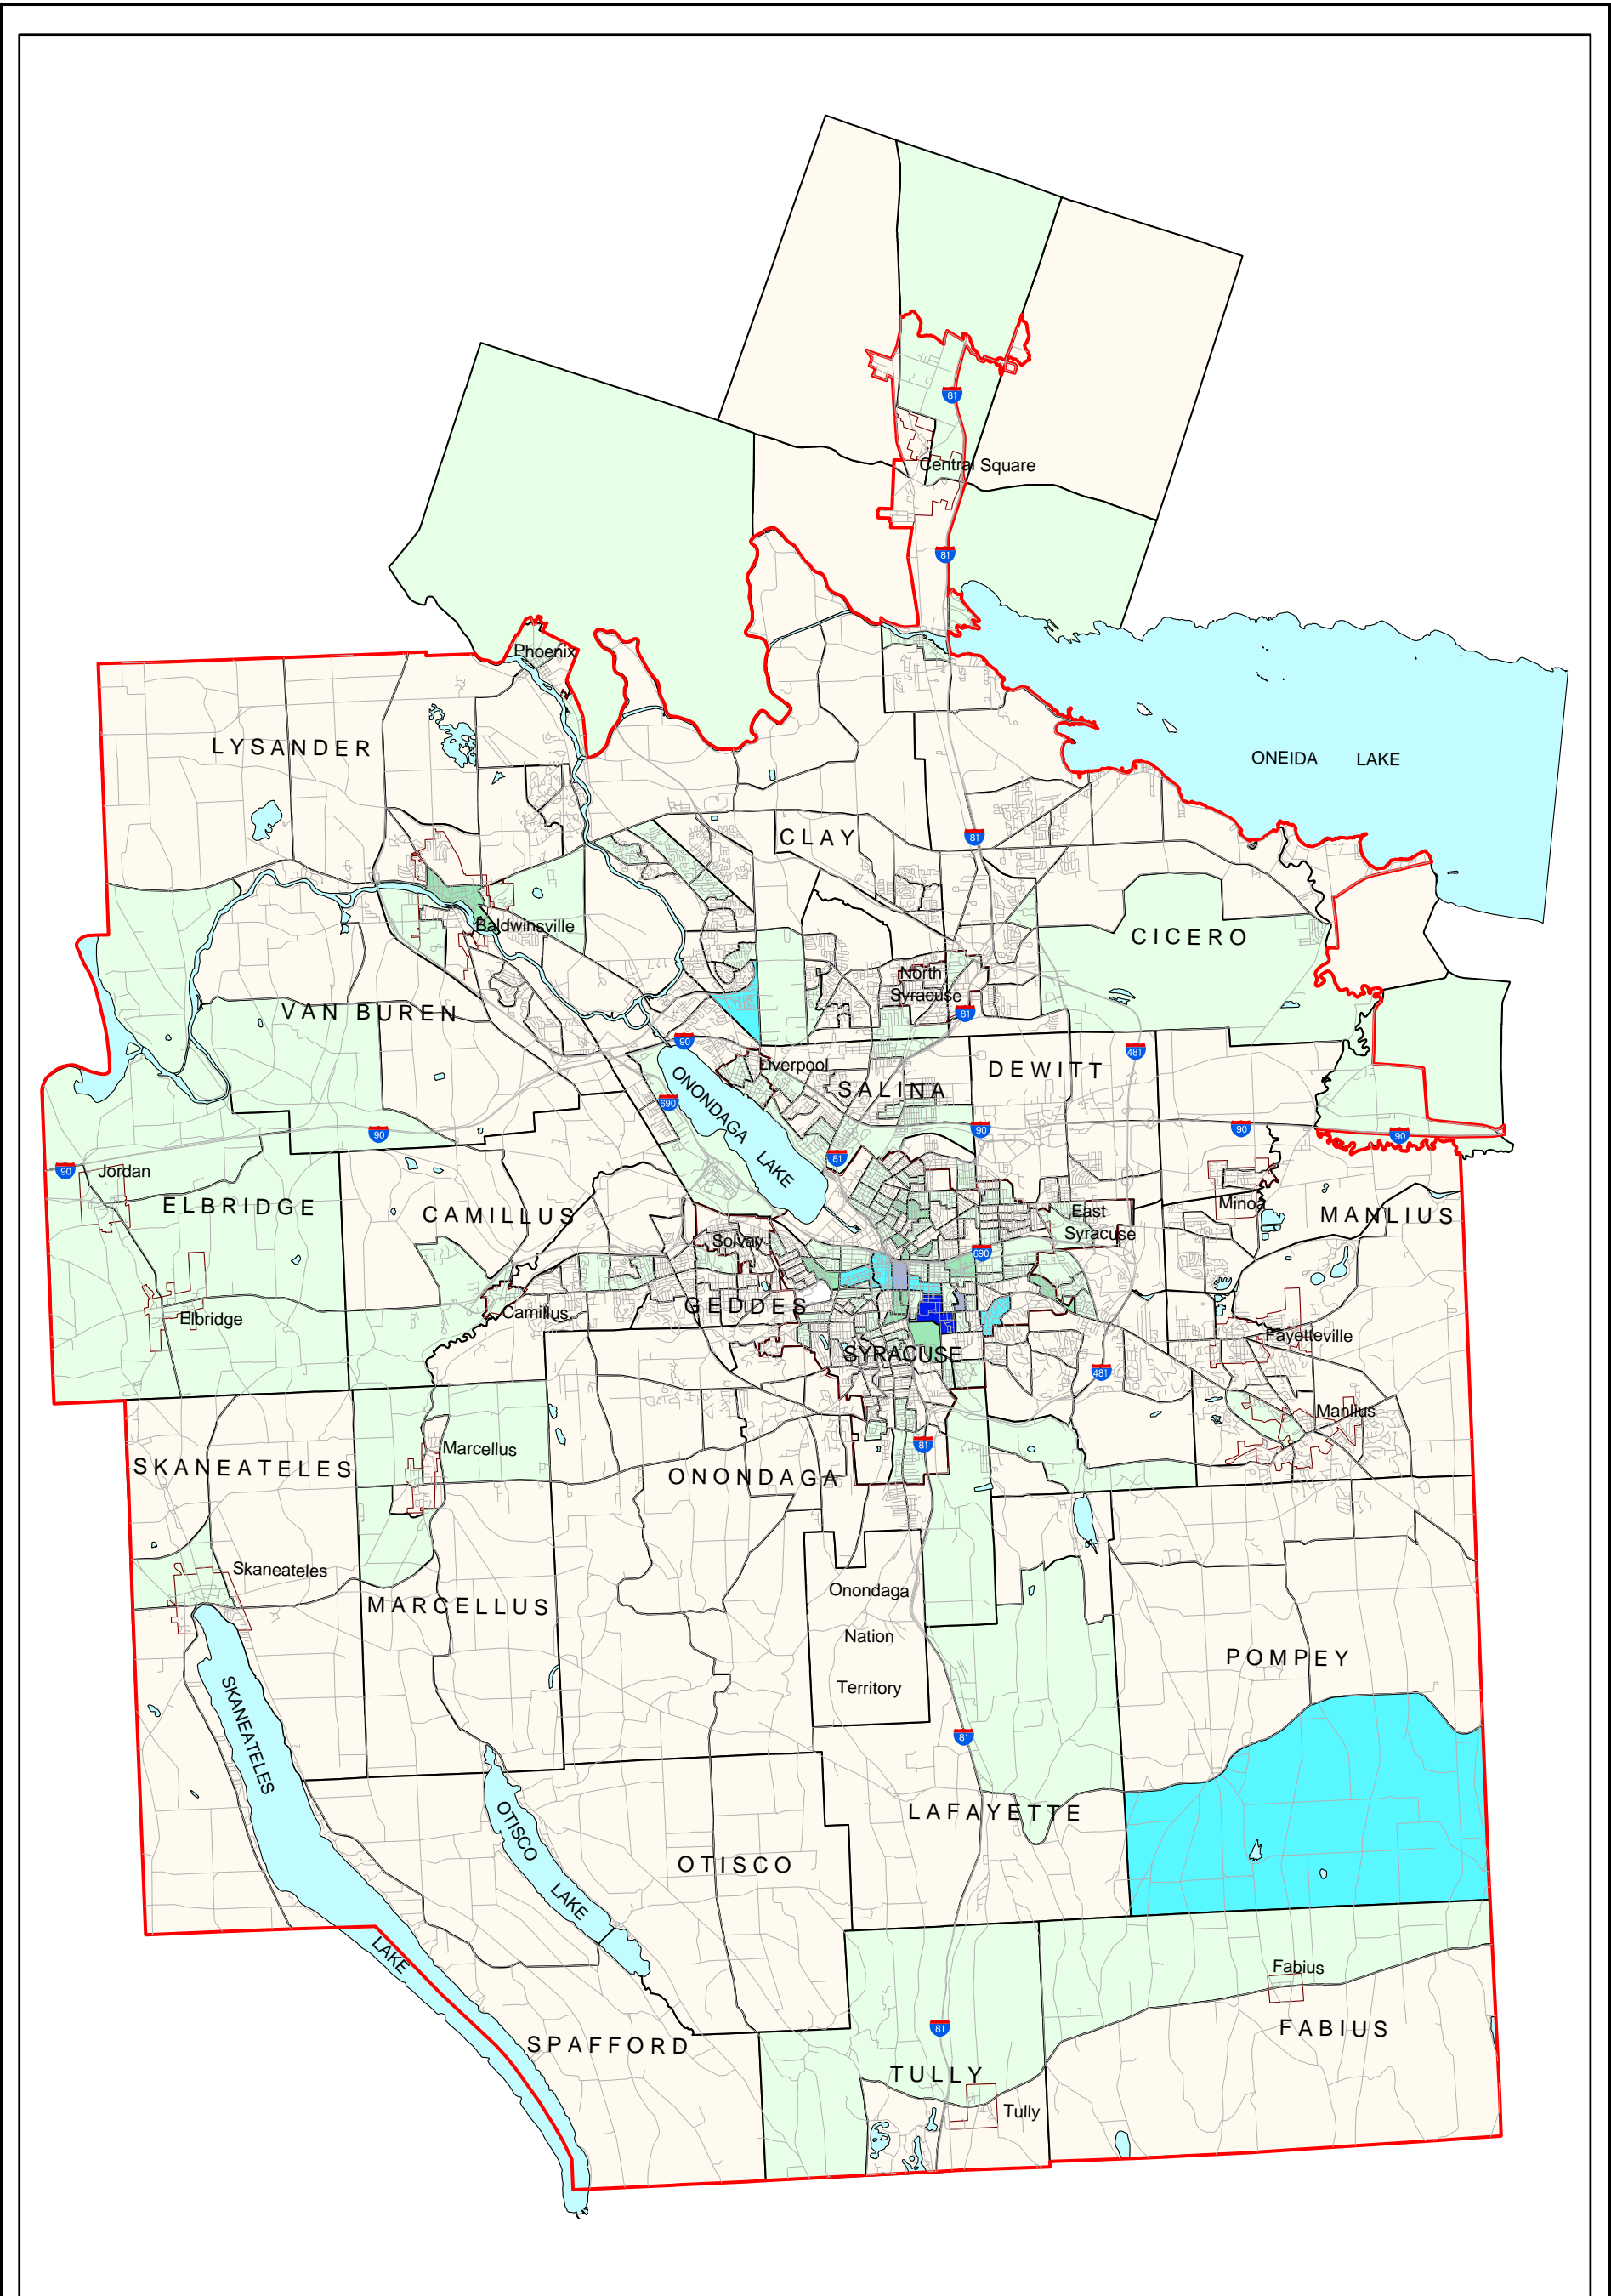 81
Central Square
81
Phoenix
LYSANDER
ONEIDA LAKE
CLAY
81
Baldwinsville
CICERO
North
Syracuse
81
VAN BUREN
90
Liverpool
481
DEWITT
ONONDAGA
LAKE
SALINA
690
90
90
90
90
81
90
Jordan
ELBRIDGE
CAMILLUS
Minoa
MANLIUS
East
Syracuse
Solvay
690
GEDDES
Camillus
Elbridge
Fayetteville
SYRACUSE
481
Manlius
81
Marcellus
SKANEATELES
ONONDAGA
Skaneateles
Onondaga
Nation
Territory
MARCELLUS
POMPEY
SKANEATELES
LAKE
81
LAFAYETTE
OTISCO
LAKE
OTISCO
Fabius
81
FABIUS
SPAFFORD
TULLY
Tully